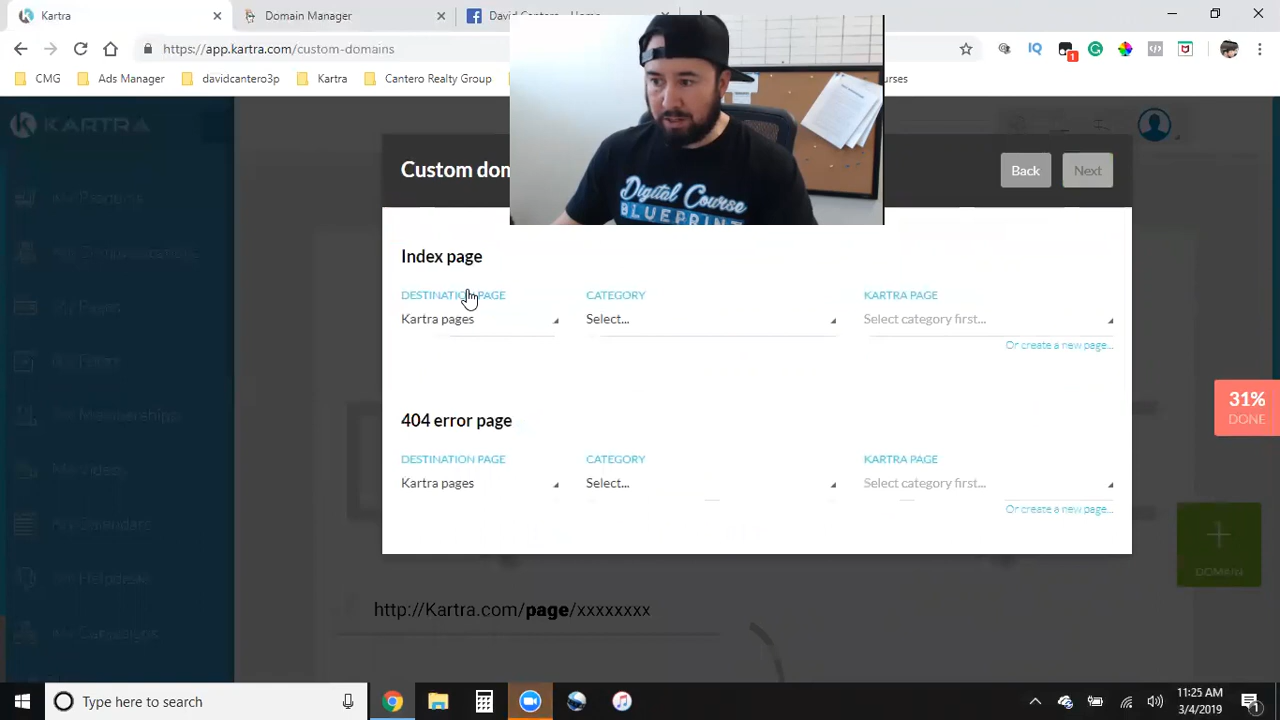 Domain Manager
https://app.kartra.com/custom-domains
CMG
Ads Manager
davidcantero3p
Kartra
Cantero Realty Group
KARTRA
Custom dom
Back
Next
Digital Course
BLUEPRINT
Index page
DESTINATION PAGE
CATEGORY
KARTRA PAGE
Kartra pages
Select...
Select category first...
Or create a new page...
404 error page
DESTINATION PAGE
CATEGORY
KARTRA PAGE
Kartra pages
Select...
Select category first...
Or create a new page...
31%
DONE
DOMAIN
http://Kartra.com/page/xxxxxxxx
Type here to search
11:25 AM
3/4/2019